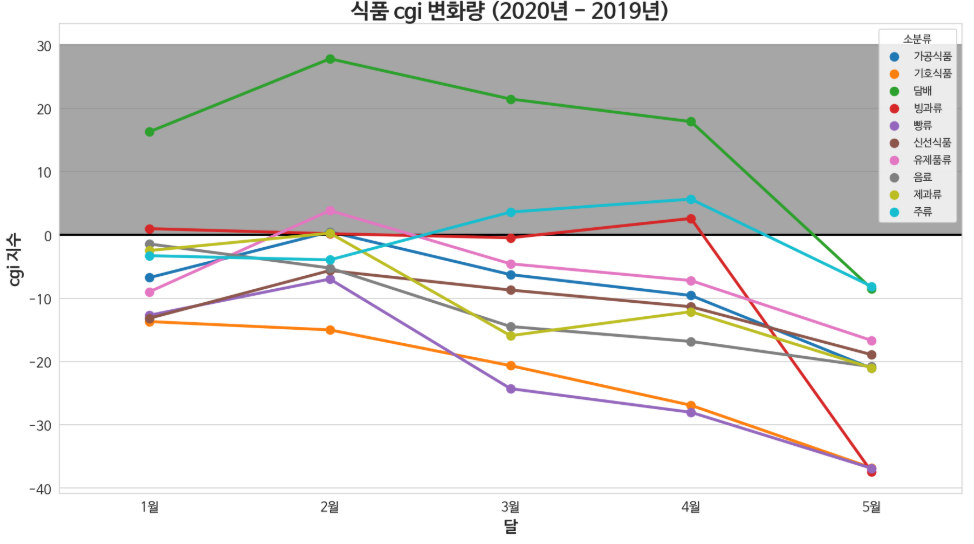 식품 cgi 변화량 (2020년 - 2019년)
30
20
10
0
-10
-20
-30
-40
cgi 지수
1월
2월
3월
4월
5월
달
소분류
가공식품
기호식품
담배
빙과류
빵류
신선식품
유제품류
음료
제과류
주류